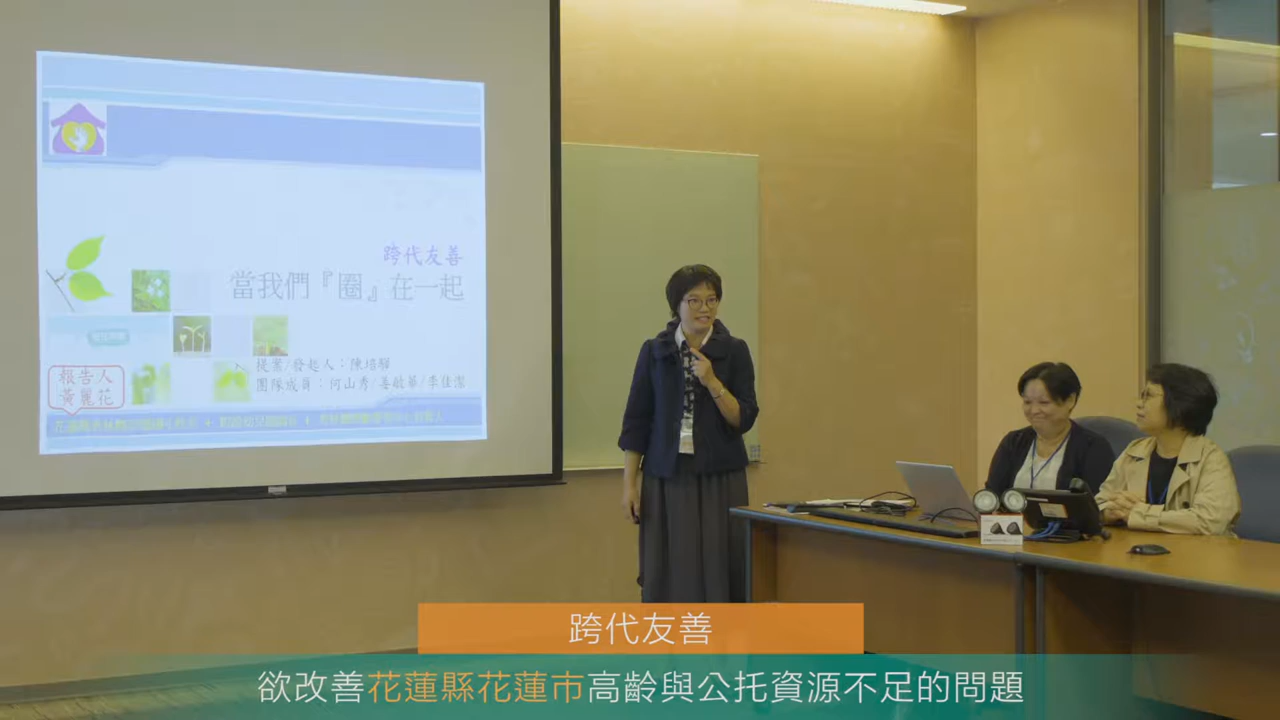 跨代友善
當我們『圈』在一起
提案/發起人：陳培驊
團隊成員：何山秀/姜敏華/李佳潔
報告人
黃麗花
跨代友善
欲改善花蓮縣花蓮市高齡與公托資源不足的問題